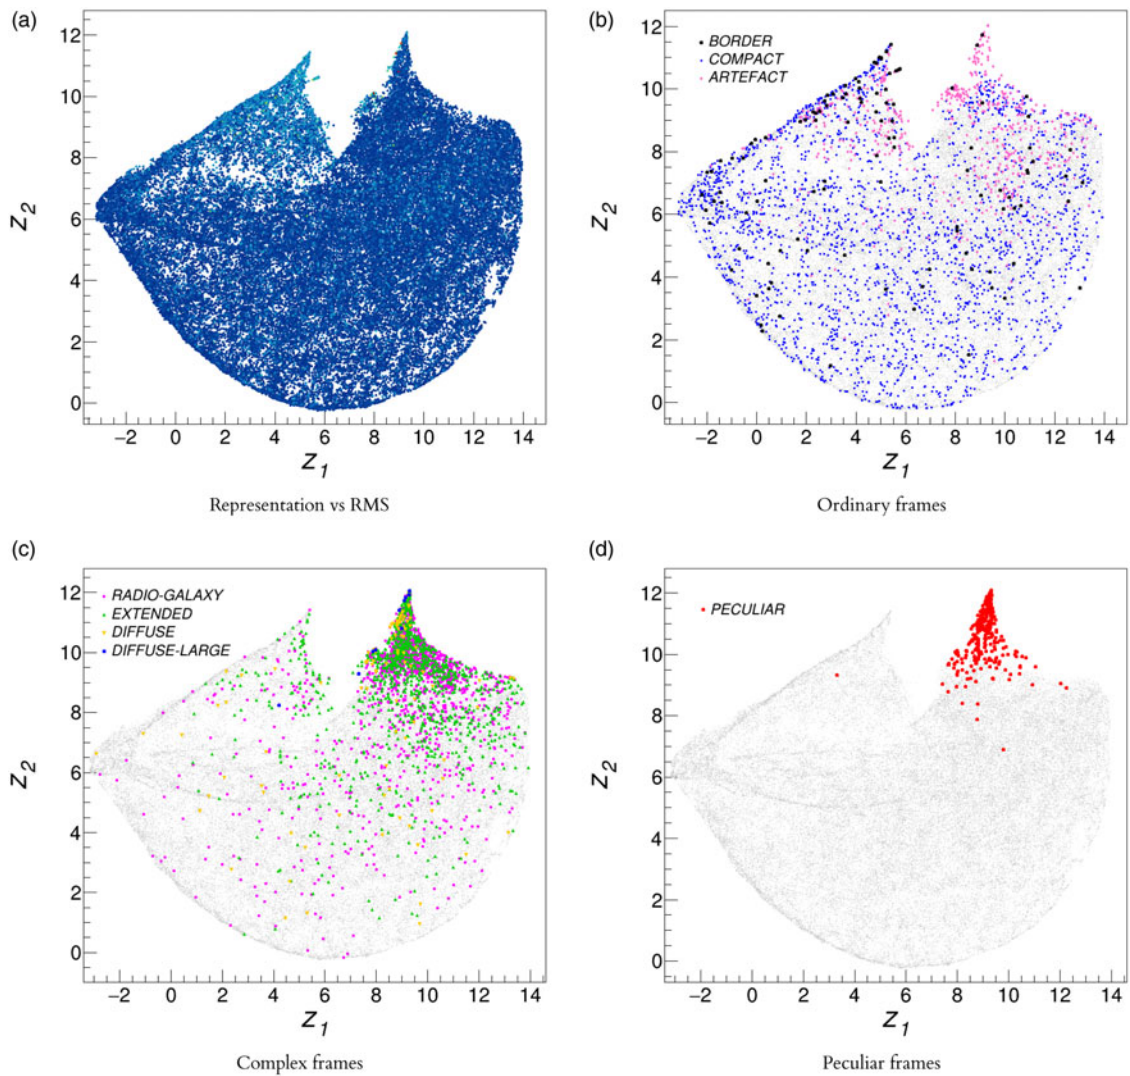 (a)
12
10
8
6
4
2
0
z2
−2 0 2 4 6 8 10 12 14
z1
Representation vs RMS
(b)
BORDER
COMPACT
ARTEFACT
12
10
8
6
4
2
0
z2
−2 0 2 4 6 8 10 12 14
z1
Ordinary frames
(c)
RADIO-GALAXY
EXTENDED
DIFFUSE
DIFFUSE-LARGE
12
10
8
6
4
2
0
z2
−2 0 2 4 6 8 10 12 14
z1
Complex frames
(d)
PECULIAR
12
10
8
6
4
2
0
z2
−2 0 2 4 6 8 10 12 14
z1
Peculiar frames